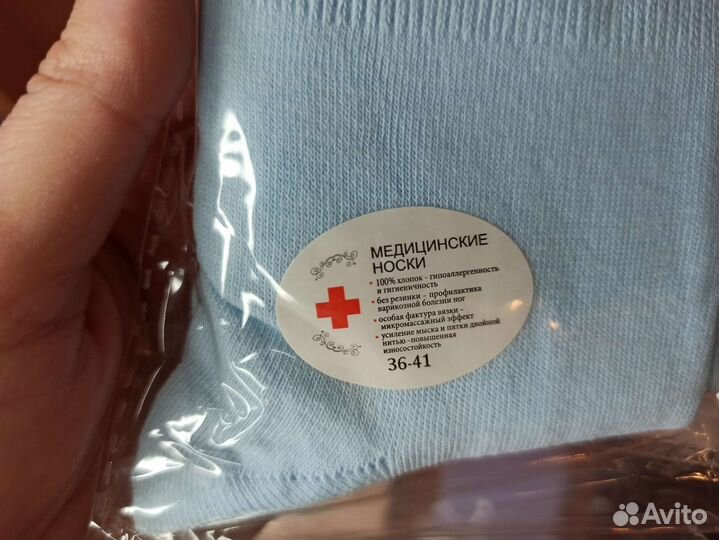 МЕДИЦИНСКИЕ
НОСКИ
• 100% хлопок - гипоаллергенность
и гигиеничность
• без резинки - профилактика
варикозной болезни ног
• особая фактура вязки -
микромассажный эффект
• усиление мыска и пятки двойной
нитью -повышенная
износостойкость
36-41
Avito